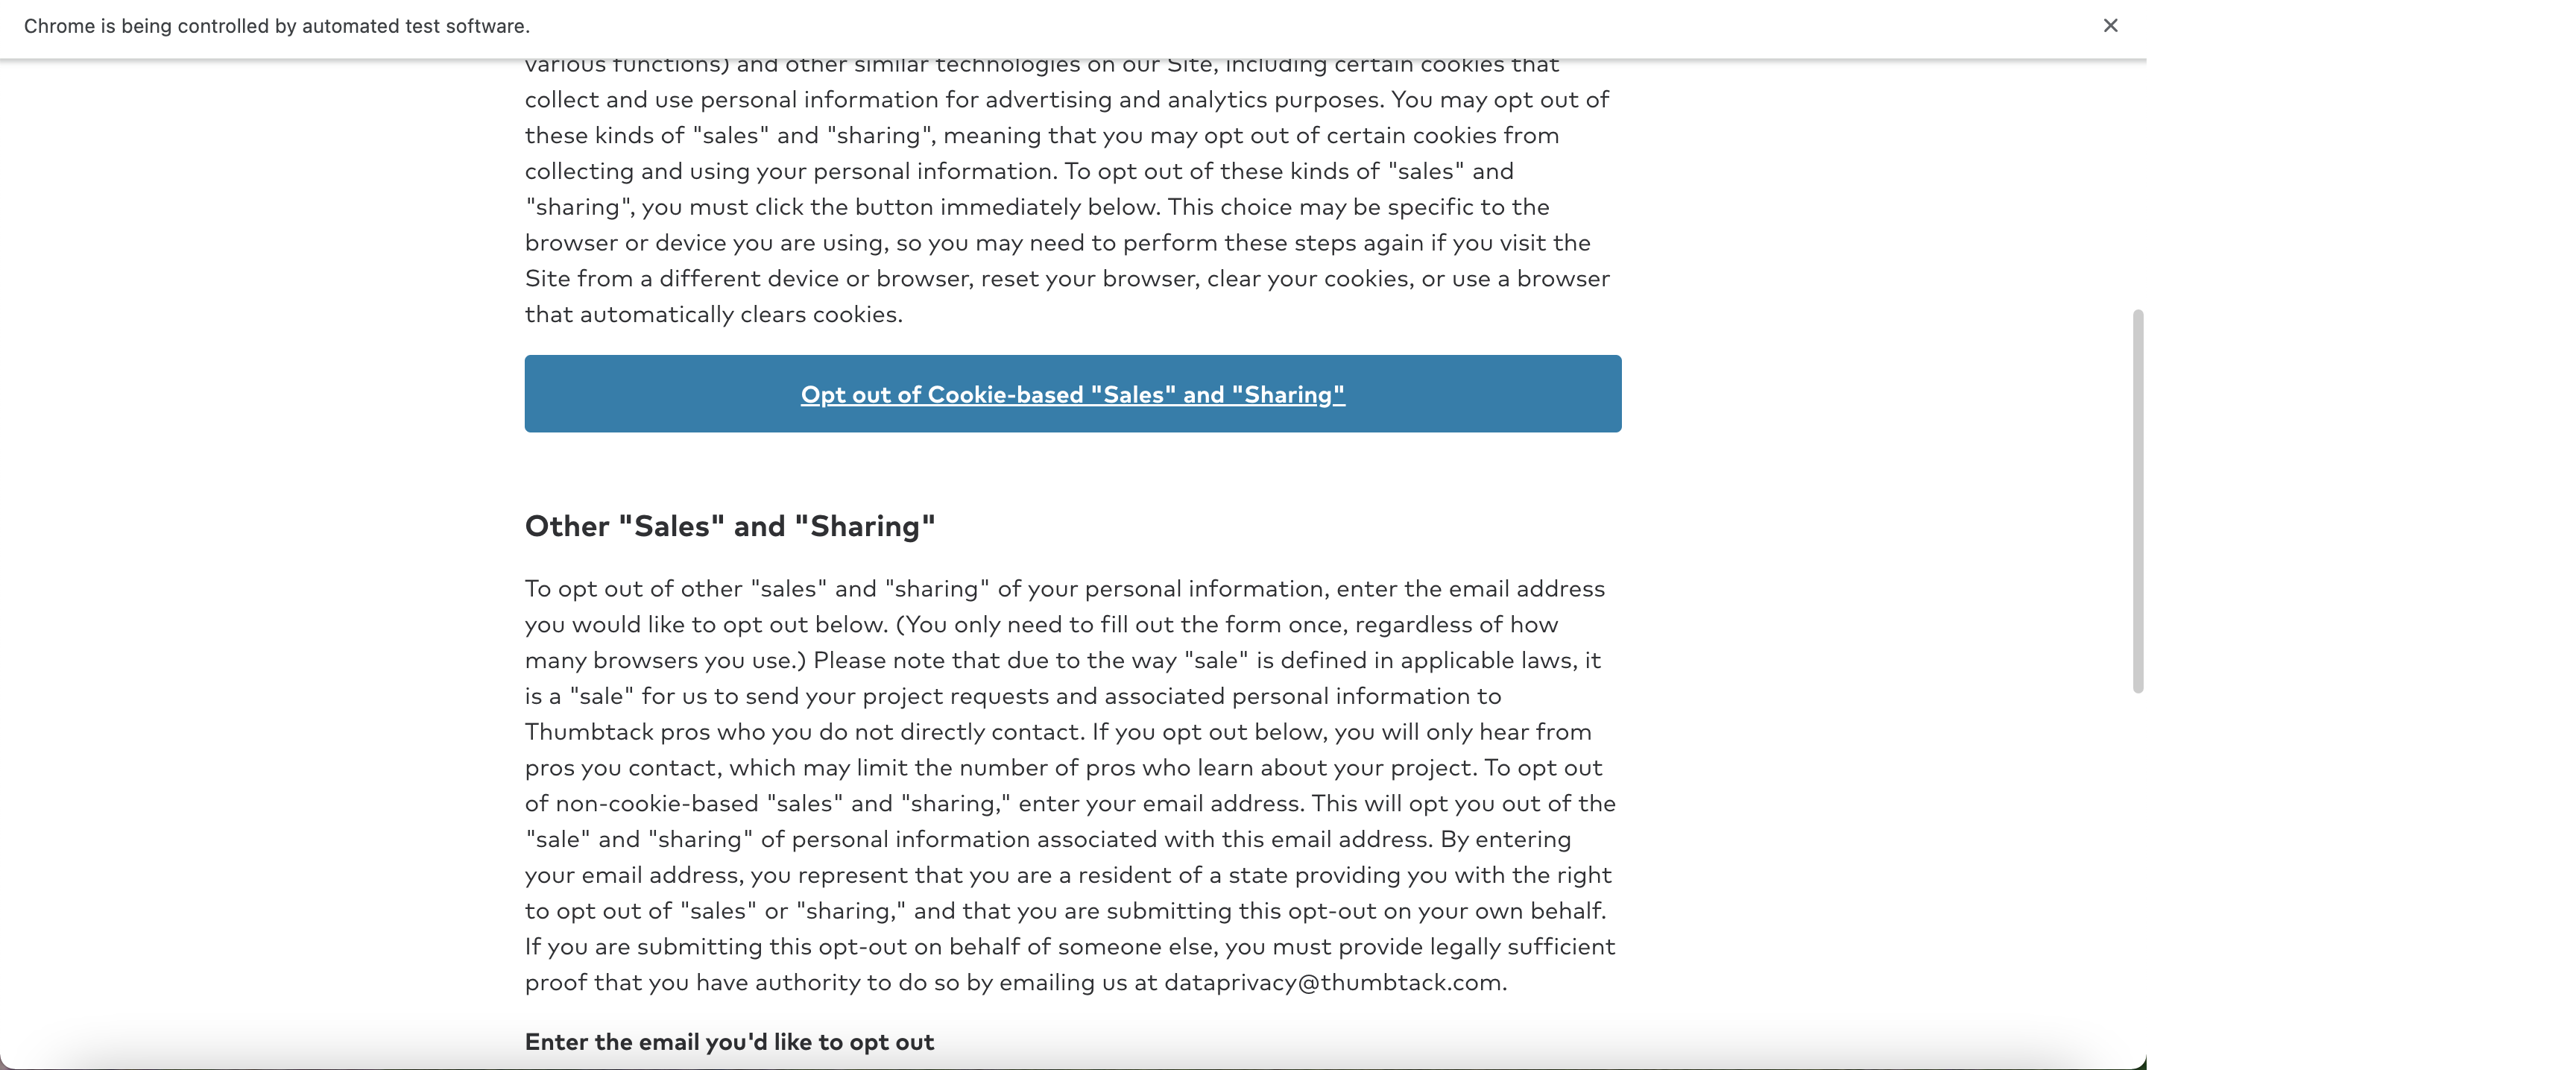 Chrome is being controlled by automated test software.
various functions) and other similar technologies on our Site, including certain cookies that
collect and use personal information for advertising and analytics purposes. You may opt out of
these kinds of "sales" and "sharing", meaning that you may opt out of certain cookies from
collecting and using your personal information. To opt out of these kinds of "sales" and
"sharing", you must click the button immediately below. This choice may be specific to the
browser or device you are using, so you may need to perform these steps again if you visit the
Site from a different device or browser, reset your browser, clear your cookies, or use a browser
that automatically clears cookies.
Opt out of Cookie-based "Sales" and "Sharing"
Other "Sales" and "Sharing"
To opt out of other "sales" and "sharing" of your personal information, enter the email address
you would like to opt out below. (You only need to fill out the form once, regardless of how
many browsers you use.) Please note that due to the way "sale" is defined in applicable laws, it
is a "sale" for us to send your project requests and associated personal information to
Thumbtack pros who you do not directly contact. If you opt out below, you will only hear from
pros you contact, which may limit the number of pros who learn about your project. To opt out
of non-cookie-based "sales" and "sharing," enter your email address. This will opt you out of the
"sale" and "sharing" of personal information associated with this email address. By entering
your email address, you represent that you are a resident of a state providing you with the right
to opt out of "sales" or "sharing," and that you are submitting this opt-out on your own behalf.
If you are submitting this opt-out on behalf of someone else, you must provide legally sufficient
proof that you have authority to do so by emailing us at dataprivacy@thumbtack.com.
Enter the email you'd like to opt out